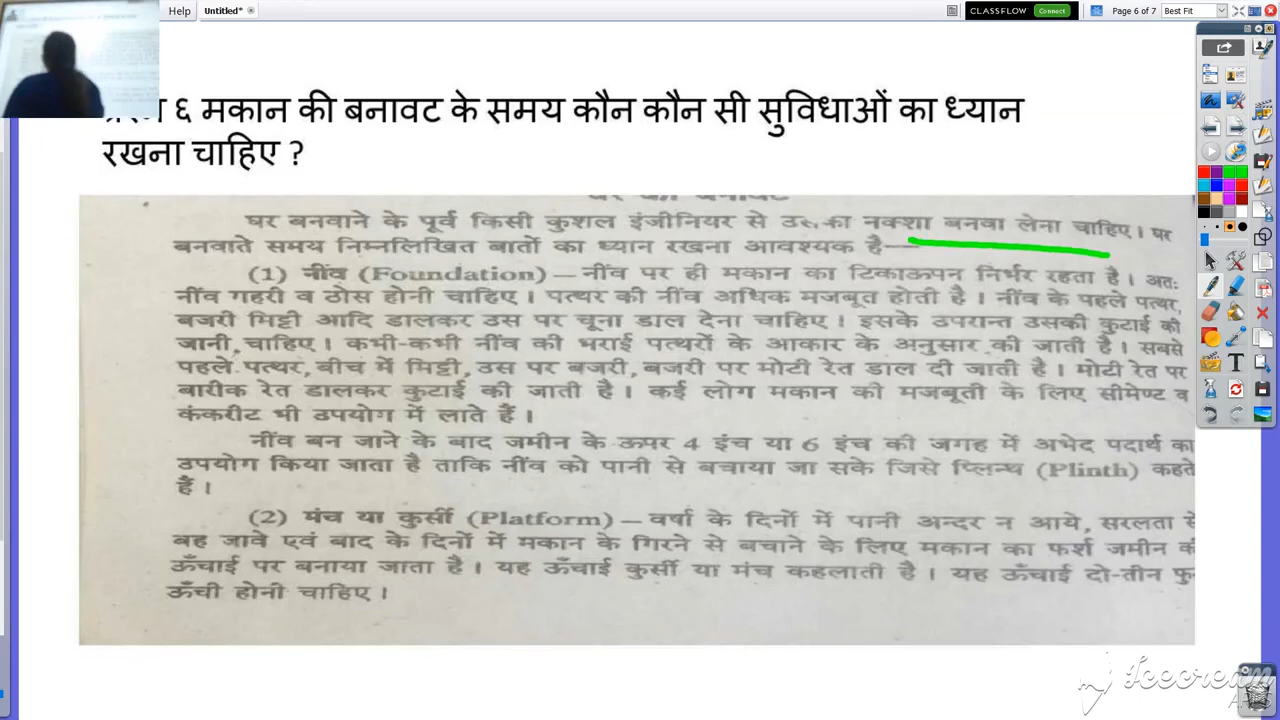 Help Untitled* CLASSFLOW Connect Page 6 of 7 Best Fit
६ मकान की बनावट के समय कौन कौन सी सुविधाओं का ध्यान
रखना चाहिए ?
घर बनवाने के पूर्व किसी कुशल इंजीनियर से नक्शा बनवा लेना चाहिए। घर
बनवाते समय निम्नलिखित बातों का ध्यान रखना आवश्यक है—
(1) नींव (Foundation) – नींव पर ही मकान का टिकाऊपन निर्भर रहता है। अतः
नींव गहरी व ठोस होनी चाहिए। पत्थर की नींव अधिक मजबूत होती है। नींव के पहले पत्थर,
बजरी मिट्टी आदि डालकर उस पर चूना डाल देना चाहिए। इसके उपरान्त उसकी कुटाई की
जानी चाहिए। कभी-कभी नींव की भराई पत्थरों के आकार के अनुसार की जाती है। सबसे
पहले पत्थर, बीच में मिट्टी, उस पर बजरी, बजरी पर मोटी रेत डाल दी जाती है। मोटी रेत पर
बारीक रेत डालकर कुटाई की जाती है। कई लोग मकान की मजबूती के लिए सीमेण्ट व
कंकरीट भी उपयोग में लाते हैं।
नींव बन जाने के बाद जमीन के ऊपर 4 इंच या 6 इंच की जगह में अभेद पदार्थ का
उपयोग किया जाता है ताकि नींव को पानी से बचाया जा सके जिसे प्लिन्थ (Plinth) कहते
हैं।
(2) मंच या कुर्सी (Platform) – वर्षा के दिनों में पानी अन्दर न आये, सरलता से
बह जावे एवं बाद के दिनों में मकान के गिरने से बचाने के लिए मकान का फर्श जमीन की
ऊँचाई पर बनाया जाता है। यह ऊँचाई कुर्सी या मंच कहलाती है। यह ऊँचाई दो-तीन फु
ऊँची होनी चाहिए।
Icecream